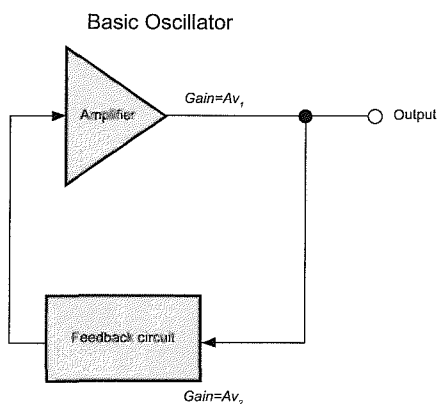 Basic Oscillator
Gain=Av₁
Amplifier
Output
Feedback circuit
Gain=Av₂